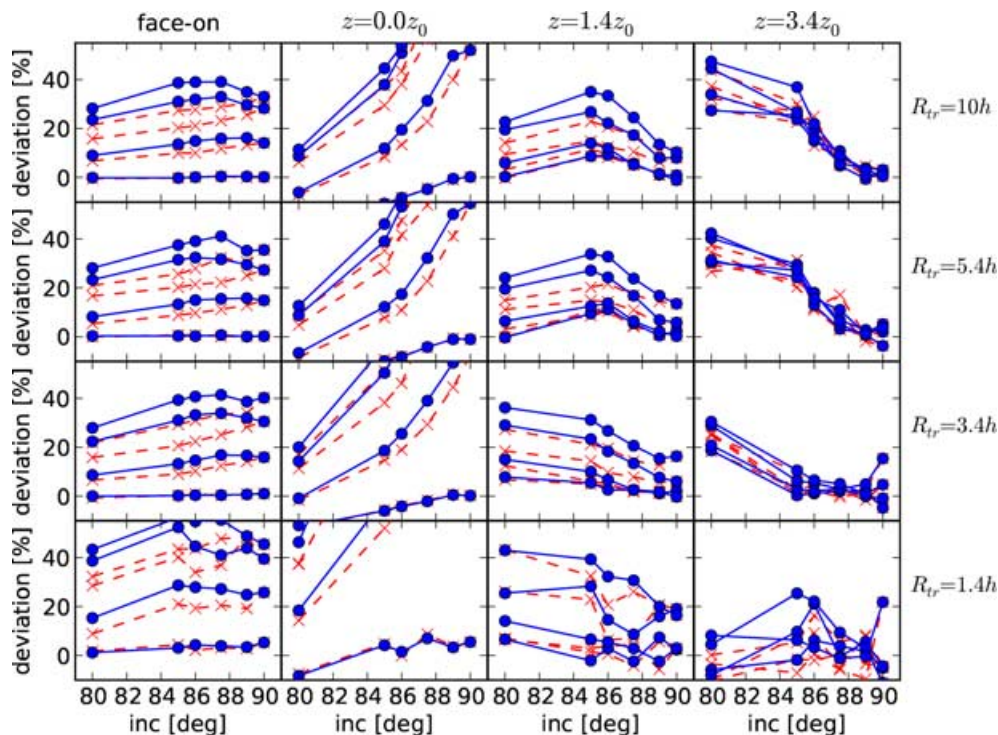 face-on z=0.0z₀ z=1.4z₀ z=3.4z₀
deviation [%] 40 20 0 R_tr=10h
deviation [%] 40 20 0 R_tr=5.4h
deviation [%] 40 20 0 R_tr=3.4h
deviation [%] 40 20 0 R_tr=1.4h
80 82 84 86 88 90 80 82 84 86 88 90 80 82 84 86 88 90 80 82 84 86 88 90
inc [deg] inc [deg] inc [deg] inc [deg]